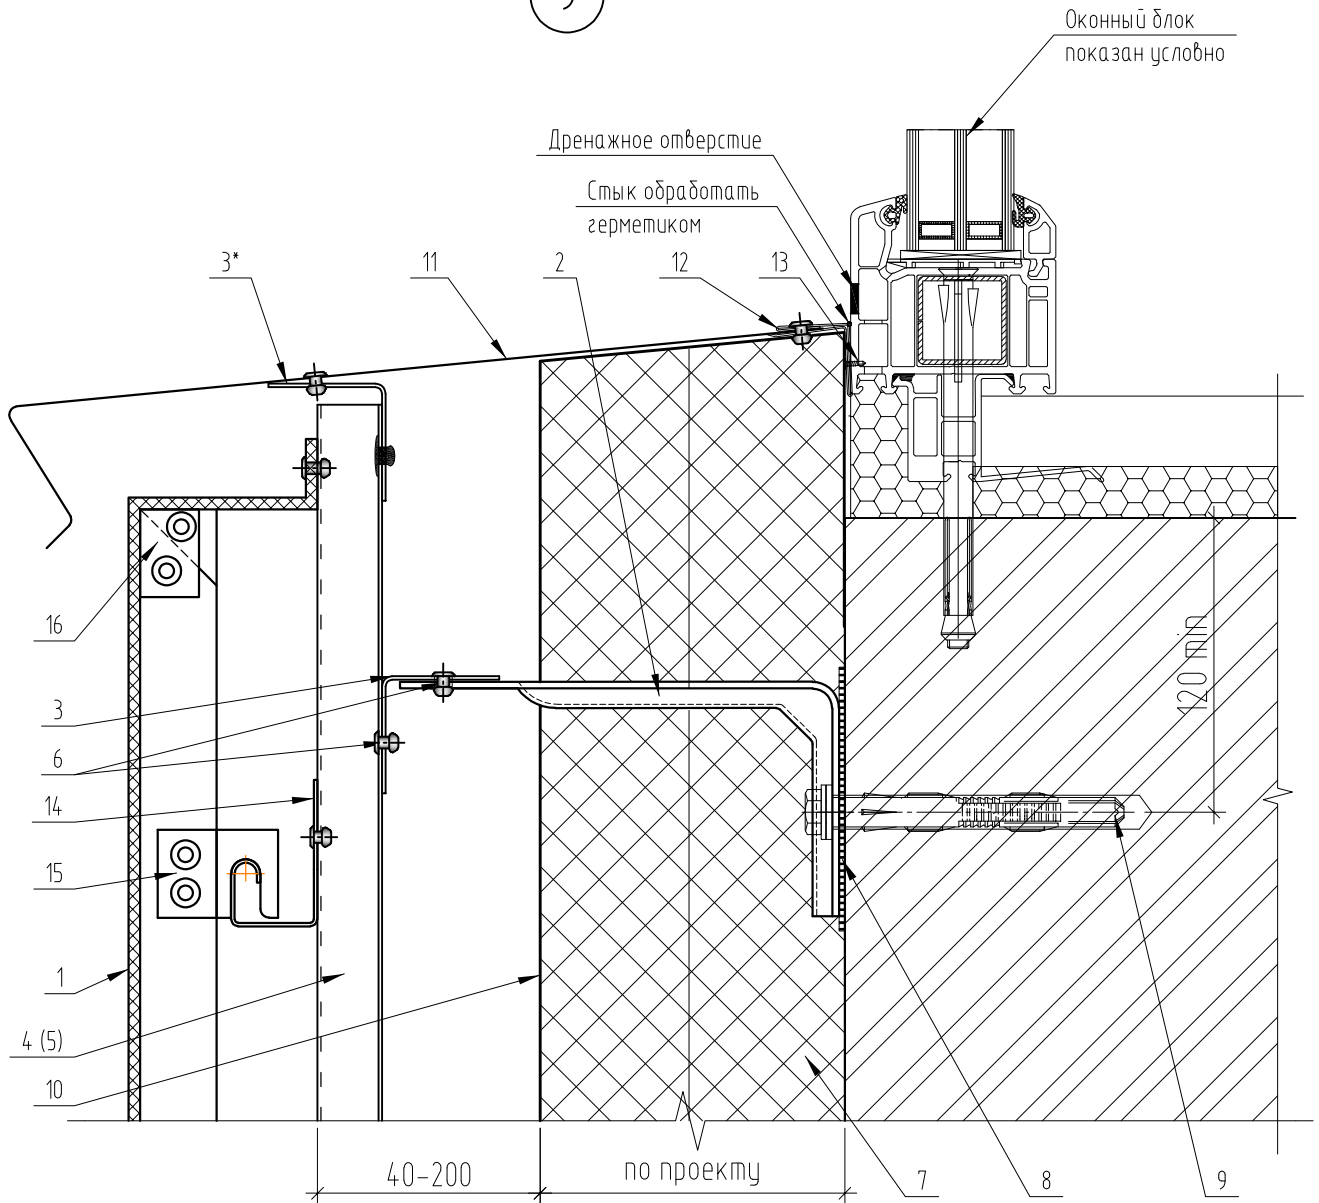 Оконный блок
показан условно
Дренажное отверстие
Стык обработать
герметиком
3*
11
2
12
13
16
3
6
14
15
1
4 (5)
10
120 min
40-200
по проекту
7
8
9